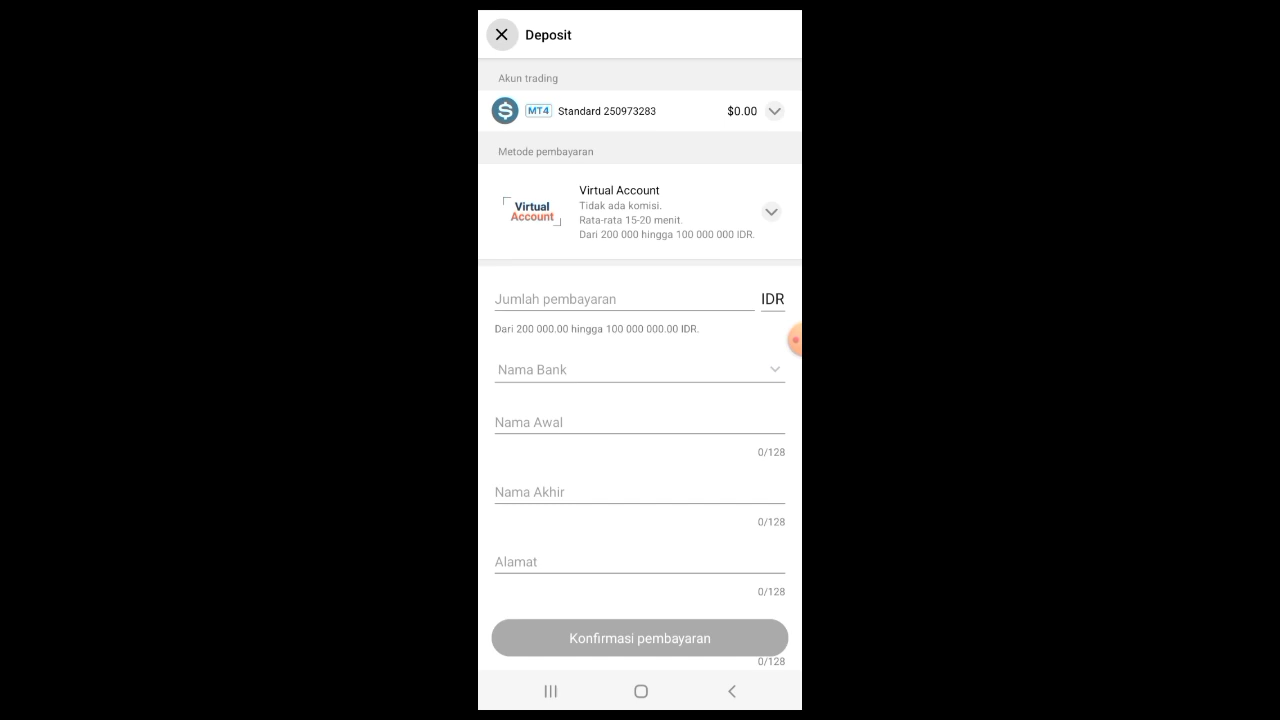 Deposit
Akun trading
MT4 Standard 250973283 $0.00
Metode pembayaran
Virtual Account
Virtual Account
Tidak ada komisi.
Rata-rata 15-20 menit.
Dari 200 000 hingga 100 000 000 IDR.
Jumlah pembayaran IDR
Dari 200 000.00 hingga 100 000 000.00 IDR.
Nama Bank
Nama Awal
0/128
Nama Akhir
0/128
Alamat
0/128
Konfirmasi pembayaran
0/128